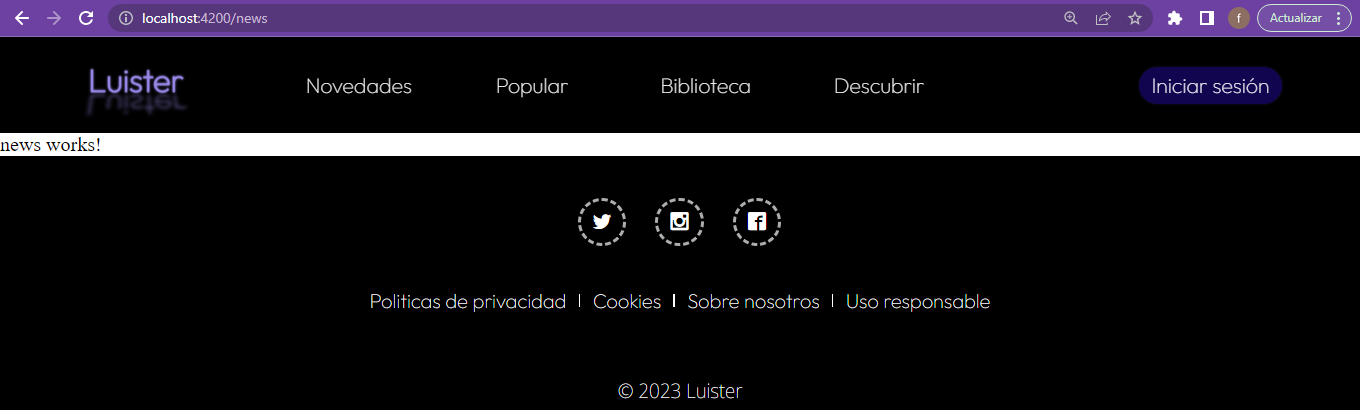 localhost:4200/news
f
Actualizar
Luister
Novedades
Popular
Biblioteca
Descubrir
Iniciar sesión
news works!
Politicas de privacidad | Cookies | Sobre nosotros | Uso responsable
© 2023 Luister